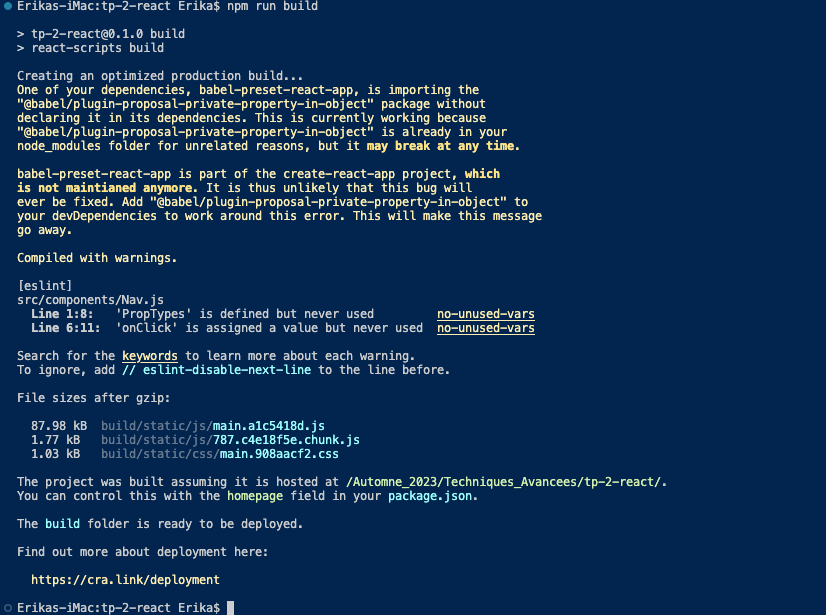 Erikas-iMac:tp-2-react Erika$ npm run build
> tp-2-react@0.1.0 build
> react-scripts build
Creating an optimized production build...
One of your dependencies, babel-preset-react-app, is importing the
"@babel/plugin-proposal-private-property-in-object" package without
declaring it in its dependencies. This is currently working because
"@babel/plugin-proposal-private-property-in-object" is already in your
node_modules folder for unrelated reasons, but it may break at any time.
babel-preset-react-app is part of the create-react-app project, which
is not maintianed anymore. It is thus unlikely that this bug will
ever be fixed. Add "@babel/plugin-proposal-private-property-in-object" to
your devDependencies to work around this error. This will make this message
go away.
Compiled with warnings.
[eslint]
src/components/Nav.js
Line 1:8: 'PropTypes' is defined but never used no-unused-vars
Line 6:11: 'onClick' is assigned a value but never used no-unused-vars
Search for the keywords to learn more about each warning.
To ignore, add // eslint-disable-next-line to the line before.
File sizes after gzip:
87.98 kB build/static/js/main.a1c5418d.js
1.77 kB build/static/js/787.c4e18f5e.chunk.js
1.03 kB build/static/css/main.908aacf2.css
The project was built assuming it is hosted at /Automne_2023/Techniques_Avancees/tp-2-react/.
You can control this with the homepage field in your package.json.
The build folder is ready to be deployed.
Find out more about deployment here:
https://cra.link/deployment
Erikas-iMac:tp-2-react Erika$